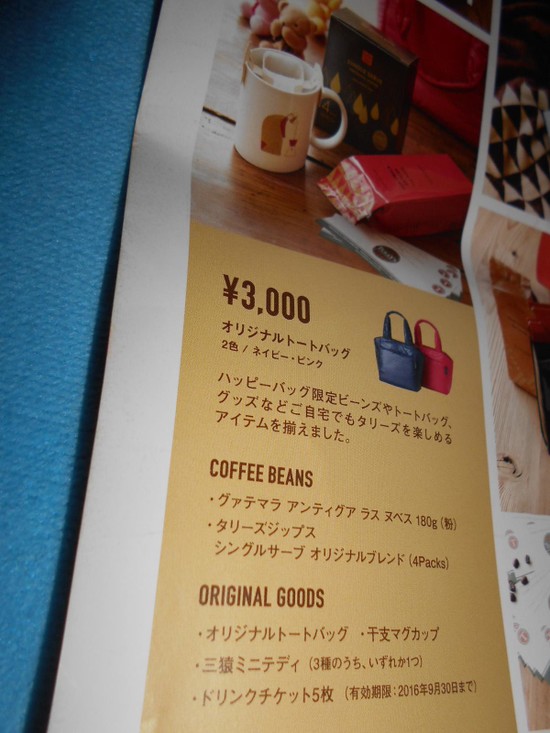 ¥3,000
オリジナルトートバッグ
2色 / ネイビー・ピンク
ハッピーバッグ限定ビーンズやトートバッグ、
グッズなどご自宅でもタリーズを楽しめる
アイテムを揃えました。
COFFEE BEANS
・グァテマラ アンティグア ラス ヌベス 180g（粉）
・タリーズジップス
シングルサーブ オリジナルブレンド（4Packs）
ORIGINAL GOODS
・オリジナルトートバッグ ・干支マグカップ
・三猿ミニテディ（3種のうち、いずれか1つ）
・ドリンクチケット5枚 （有効期限：2016年9月30日まで）